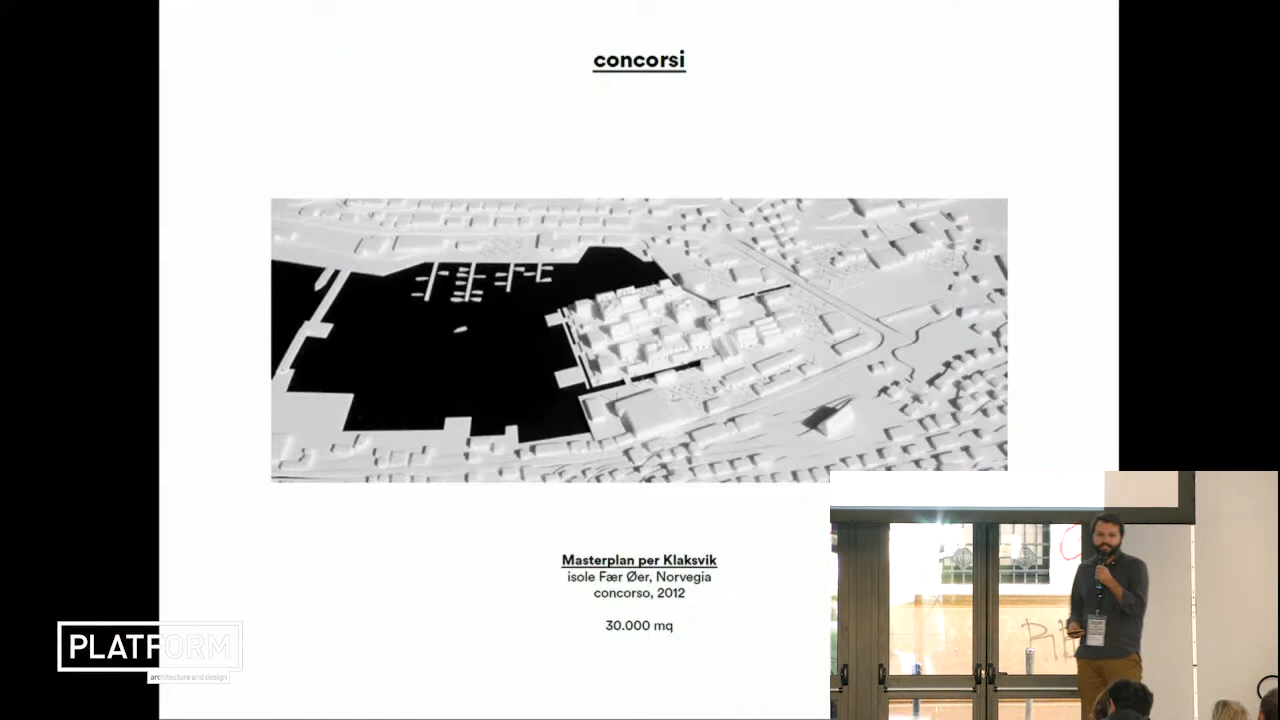 concorsi
Masterplan per Klaksvik
isole Fær Øer, Norvegia
concorso, 2012
30.000 mq
PLATFORM
architecture and design